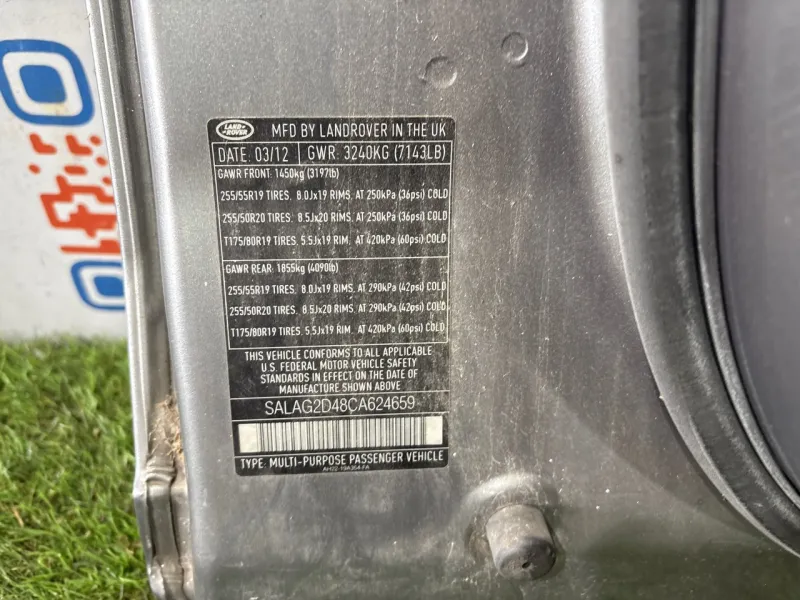 LAND ROVER
MFD BY LANDROVER IN THE UK
DATE: 03/12 GWR: 3240KG (7143LB)
GAWR FRONT: 1450kg (3197lb)
255/55R19 TIRES. 8.0Jx19 RIMS. AT 250kPa (36psi) COLD
255/50R20 TIRES. 8.5Jx20 RIMS. AT 250kPa (36psi) COLD
T175/80R19 TIRES. 5.5Jx19 RIM. AT 420kPa (60psi) COLD
GAWR REAR: 1855kg (4090lb)
255/55R19 TIRES. 8.0Jx19 RIMS. AT 290kPa (42psi) COLD
255/50R20 TIRES. 8.5Jx20 RIMS. AT 290kPa (42psi) COLD
T175/80R19 TIRES. 5.5Jx19 RIM. AT 420kPa (60psi) COLD
THIS VEHICLE CONFORMS TO ALL APPLICABLE
U.S. FEDERAL MOTOR VEHICLE SAFETY
STANDARDS IN EFFECT ON THE DATE OF
MANUFACTURE SHOWN ABOVE
SALAG2D48CA624659
TYPE: MULTI-PURPOSE PASSENGER VEHICLE